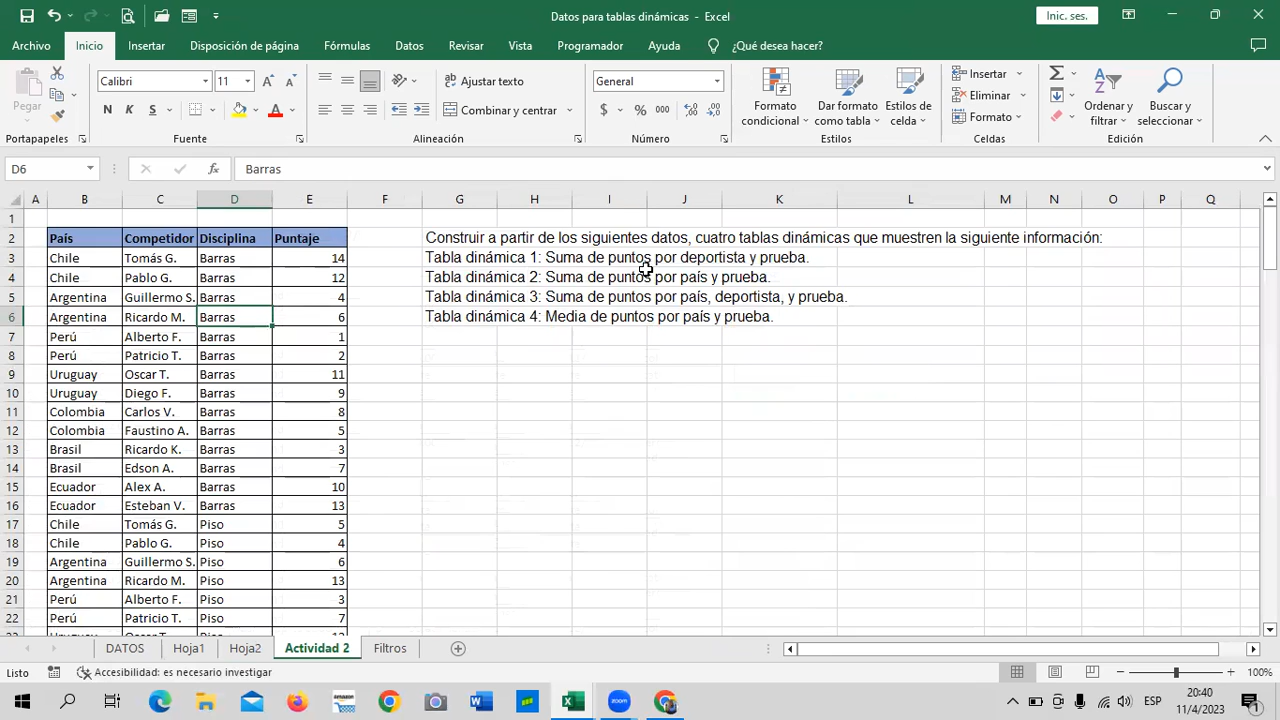 Datos para tablas dinámicas - Excel
Inic. ses.
Archivo Inicio Insertar Disposición de página Fórmulas Datos Revisar Vista Programador Ayuda ¿Qué desea hacer?
Pegar
Calibri 11
N K S
Ajustar texto
Combinar y centrar
General
$ % 000
Formato condicional
Dar formato como tabla
Estilos de celda
Insertar
Eliminar
Formato
Ordenar y filtrar
Buscar y seleccionar
Portapapeles Fuente Alineación Número Estilos Celdas Edición
D6 fx Barras
A B C D E F G H I J K L M N O P Q
1
2 País Competidor Disciplina Puntaje Construir a partir de los siguientes datos, cuatro tablas dinámicas que muestren la siguiente información:
3 Chile Tomás G. Barras 14 Tabla dinámica 1: Suma de puntos por deportista y prueba.
4 Chile Pablo G. Barras 12 Tabla dinámica 2: Suma de puntos por país y prueba.
5 Argentina Guillermo S. Barras 4 Tabla dinámica 3: Suma de puntos por país, deportista, y prueba.
6 Argentina Ricardo M. Barras 6 Tabla dinámica 4: Media de puntos por país y prueba.
7 Perú Alberto F. Barras 1
8 Perú Patricio T. Barras 2
9 Uruguay Oscar T. Barras 11
10 Uruguay Diego F. Barras 9
11 Colombia Carlos V. Barras 8
12 Colombia Faustino A. Barras 5
13 Brasil Ricardo K. Barras 3
14 Brasil Edson A. Barras 7
15 Ecuador Alex A. Barras 10
16 Ecuador Esteban V. Barras 13
17 Chile Tomás G. Piso 5
18 Chile Pablo G. Piso 4
19 Argentina Guillermo S. Piso 6
20 Argentina Ricardo M. Piso 13
21 Perú Alberto F. Piso 3
22 Perú Patricio T. Piso 7
DATOS Hoja1 Hoja2 Actividad 2 Filtros
Listo Accesibilidad: es necesario investigar 100%
ESP 20:40
11/4/2023